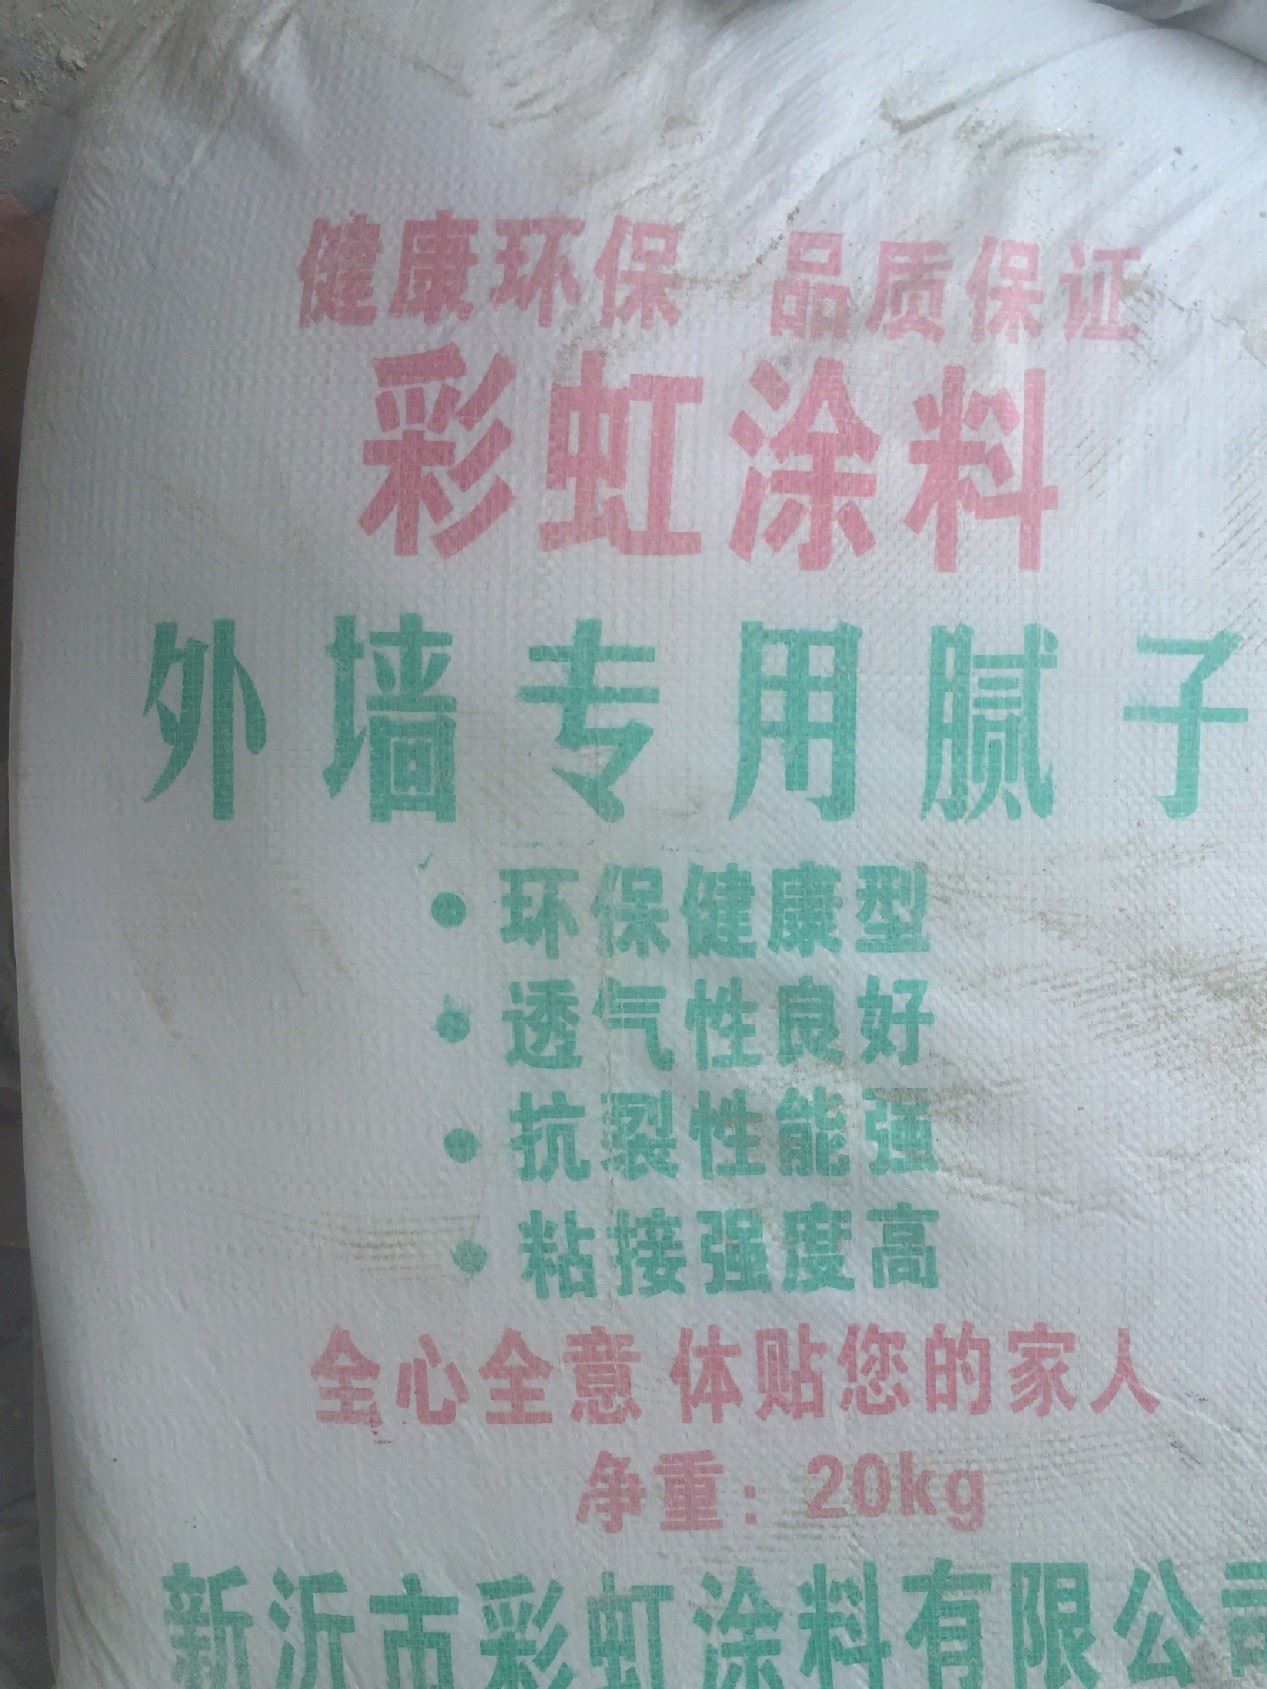 健康环保 品质保证
彩虹涂料
外墙专用腻子
• 环保健康型
• 透气性良好
• 抗裂性能强
• 粘接强度高
全心全意 体贴您的家人
净重：20kg
新沂市彩虹涂料有限公司